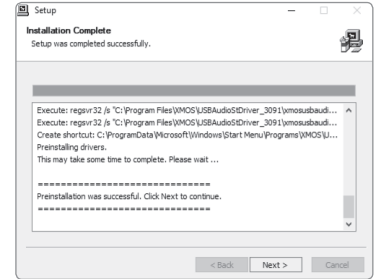 Setup
Installation Complete
Setup was completed successfully.
Execute: regsvr32 /s "C:\Program Files\XMOS\USBAudioStDriver_3091\xmosusbaudi...
Execute: regsvr32 /s "C:\Program Files\XMOS\USBAudioStDriver_3091\xmosusbaudi...
Create shortcut: C:\ProgramData\Microsoft\Windows\Start Menu\Programs\XMOS\U...
Preinstalling drivers.
This may take some time to complete. Please wait ...
==============================
Preinstallation was successful. Click Next to continue.
==============================
< Back
Next >
Cancel